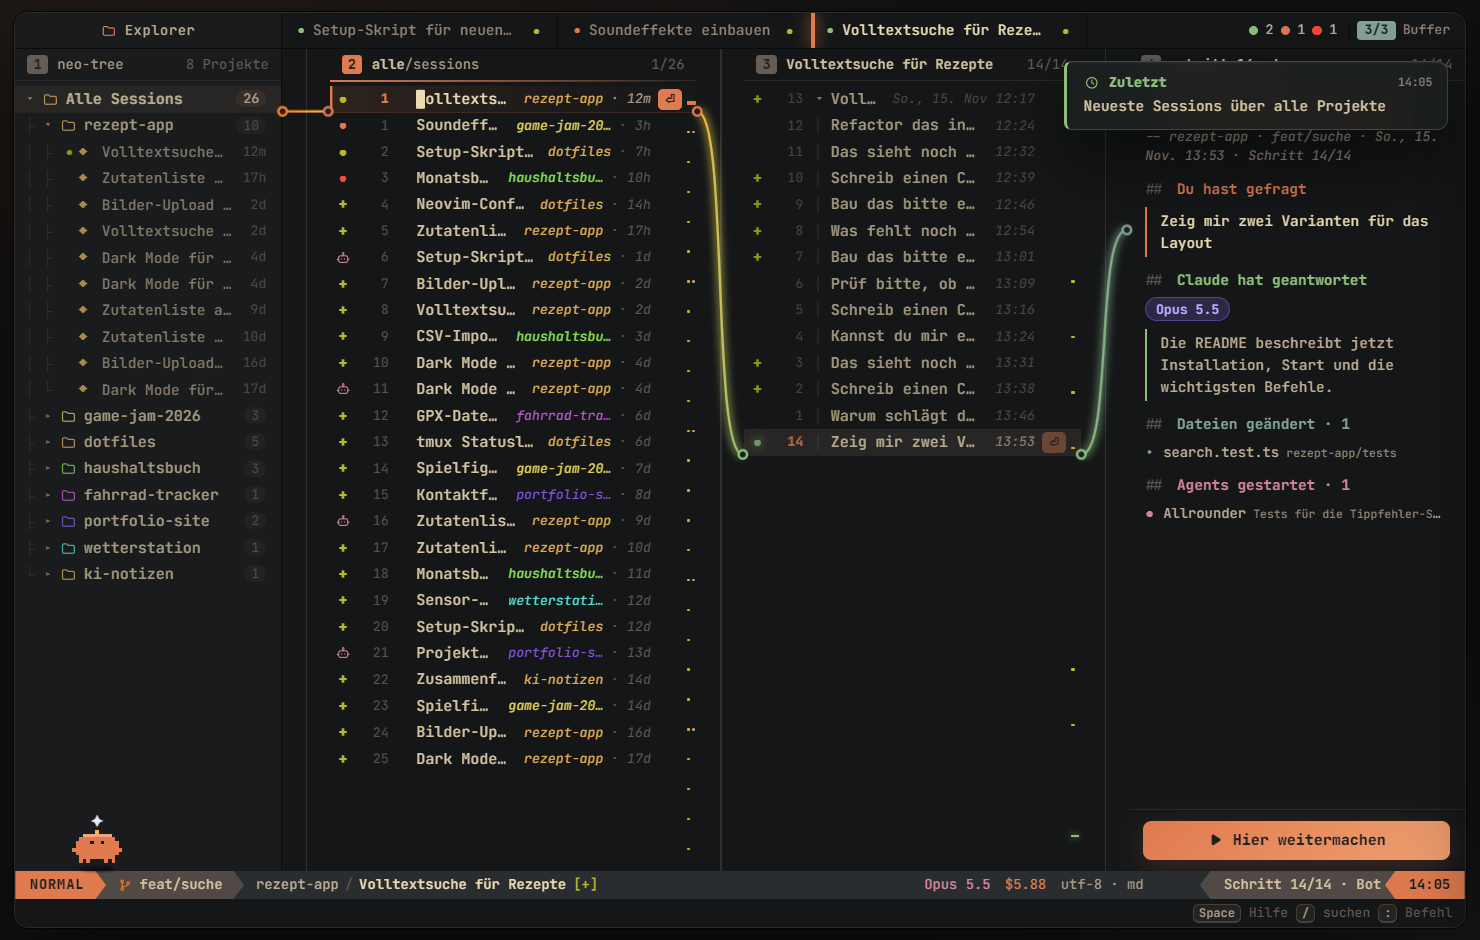 Explorer
Setup-Skript für neuen…
Soundeffekte einbauen
Volltextsuche für Reze…
2 1 1 3/3 Buffer
1 neo-tree 8 Projekte
Alle Sessions 26
rezept-app 10
Volltextsuche… 12m
Zutatenliste … 17h
Bilder-Upload … 2d
Volltextsuche … 2d
Dark Mode für … 4d
Dark Mode für … 4d
Zutatenliste a… 9d
Zutatenliste … 10d
Bilder-Upload… 16d
Dark Mode für… 17d
game-jam-2026 3
dotfiles 5
haushaltsbuch 3
fahrrad-tracker 1
portfolio-site 2
wetterstation 1
ki-notizen 1
2 alle/sessions 1/26
1 olltexts… rezept-app · 12m
1 Soundeff… game-jam-20… · 3h
2 Setup-Skript… dotfiles · 7h
3 Monatsb… haushaltsbu… · 10h
4 Neovim-Conf… dotfiles · 14h
5 Zutatenli… rezept-app · 17h
6 Setup-Skript… dotfiles · 1d
7 Bilder-Upl… rezept-app · 2d
8 Volltextsu… rezept-app · 2d
9 CSV-Impo… haushaltsbu… · 3d
10 Dark Mode … rezept-app · 4d
11 Dark Mode … rezept-app · 4d
12 GPX-Date… fahrrad-tra… · 6d
13 tmux Statusl… dotfiles · 6d
14 Spielfig… game-jam-20… · 7d
15 Kontaktf… portfolio-s… · 8d
16 Zutatenlis… rezept-app · 9d
17 Zutatenli… rezept-app · 10d
18 Monatsb… haushaltsbu… · 11d
19 Sensor-… wetterstati… · 12d
20 Setup-Skrip… dotfiles · 12d
21 Projekt… portfolio-s… · 13d
22 Zusammenf… ki-notizen · 14d
23 Spielfi… game-jam-20… · 14d
24 Bilder-Up… rezept-app · 16d
25 Dark Mode… rezept-app · 17d
3 Volltextsuche für Rezepte 14/14
13 Voll… So., 15. Nov 12:17
12 Refactor das in… 12:24
11 Das sieht noch … 12:32
10 Schreib einen C… 12:39
9 Bau das bitte e… 12:46
8 Was fehlt noch … 12:54
7 Bau das bitte e… 13:01
6 Prüf bitte, ob … 13:09
5 Schreib einen C… 13:16
4 Kannst du mir e… 13:24
3 Das sieht noch … 13:31
2 Schreib einen C… 13:38
1 Warum schlägt d… 13:46
14 Zeig mir zwei V… 13:53
Zuletzt 14:05
Neueste Sessions über alle Projekte
-- rezept-app · feat/suche · So., 15.
Nov. 13:53 · Schritt 14/14
## Du hast gefragt
Zeig mir zwei Varianten für das
Layout
## Claude hat geantwortet
Opus 5.5
Die README beschreibt jetzt
Installation, Start und die
wichtigsten Befehle.
## Dateien geändert · 1
• search.test.ts rezept-app/tests
## Agents gestartet · 1
● Allrounder Tests für die Tippfehler-S…
Hier weitermachen
NORMAL feat/suche rezept-app / Volltextsuche für Rezepte [+]
Opus 5.5 $5.88 utf-8 · md Schritt 14/14 · Bot 14:05
Space Hilfe / suchen : Befehl